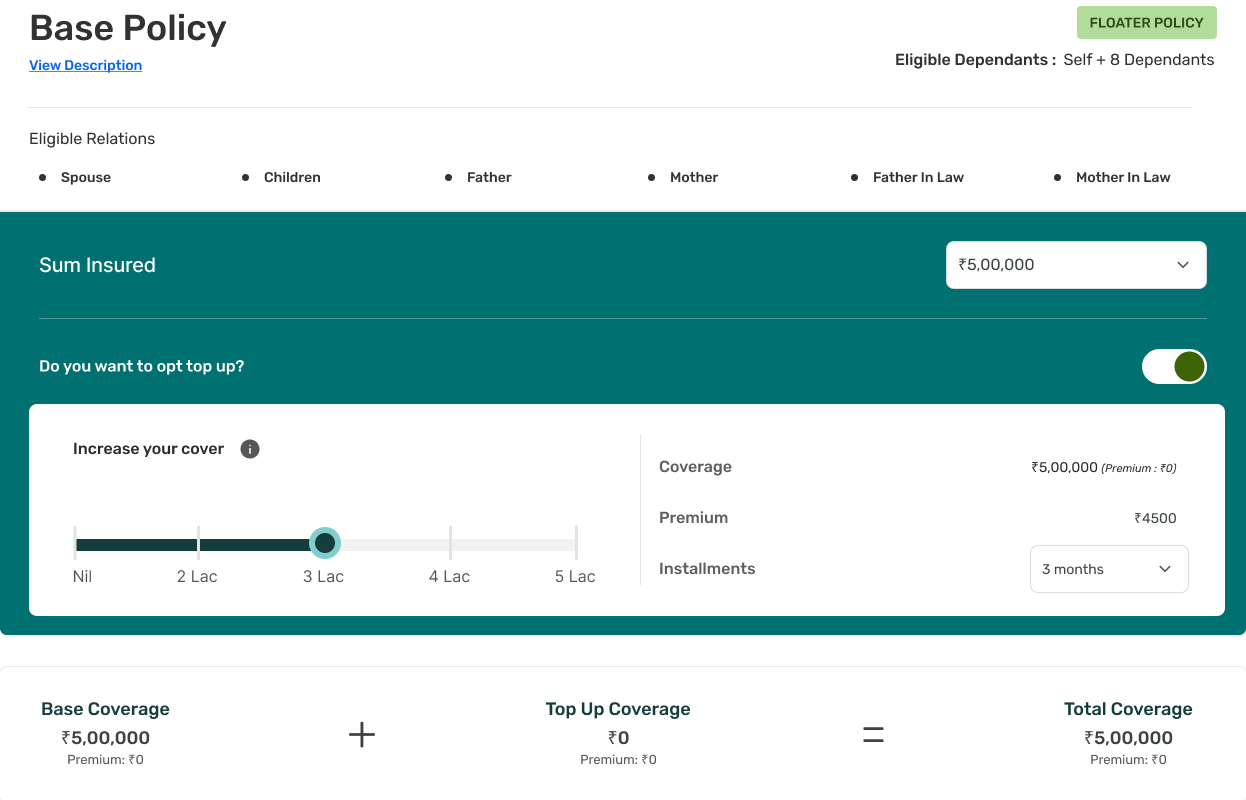 Base Policy
FLOATER POLICY
View Description
Eligible Dependants : Self + 8 Dependants
Eligible Relations
Spouse
Children
Father
Mother
Father In Law
Mother In Law
Sum Insured
₹5,00,000
Do you want to opt top up?
Increase your cover i
Nil
2 Lac
3 Lac
4 Lac
5 Lac
Coverage
₹5,00,000 (Premium : ₹0)
Premium
₹4500
Installments
3 months
Base Coverage
₹5,00,000
Premium: ₹0
+
Top Up Coverage
₹0
Premium: ₹0
=
Total Coverage
₹5,00,000
Premium: ₹0